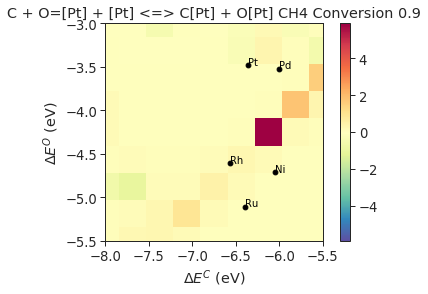 C + O=[Pt] + [Pt] <=> C[Pt] + O[Pt] CH4 Conversion 0.9
−3.0
−3.5
−4.0
−4.5
−5.0
−5.5
ΔE^O (eV)
Pt
Pd
Rh
Ni
Ru
−8.0 −7.5 −7.0 −6.5 −6.0 −5.5
ΔE^C (eV)
4
2
0
−2
−4